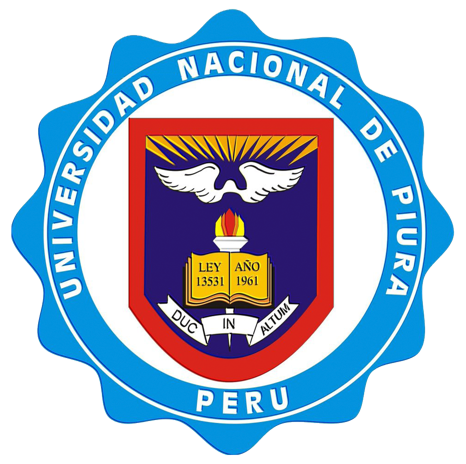 UNIVERSIDAD NACIONAL DE PIURA
LEY AÑO
13531 1961
DUC IN ALTUM
PERU